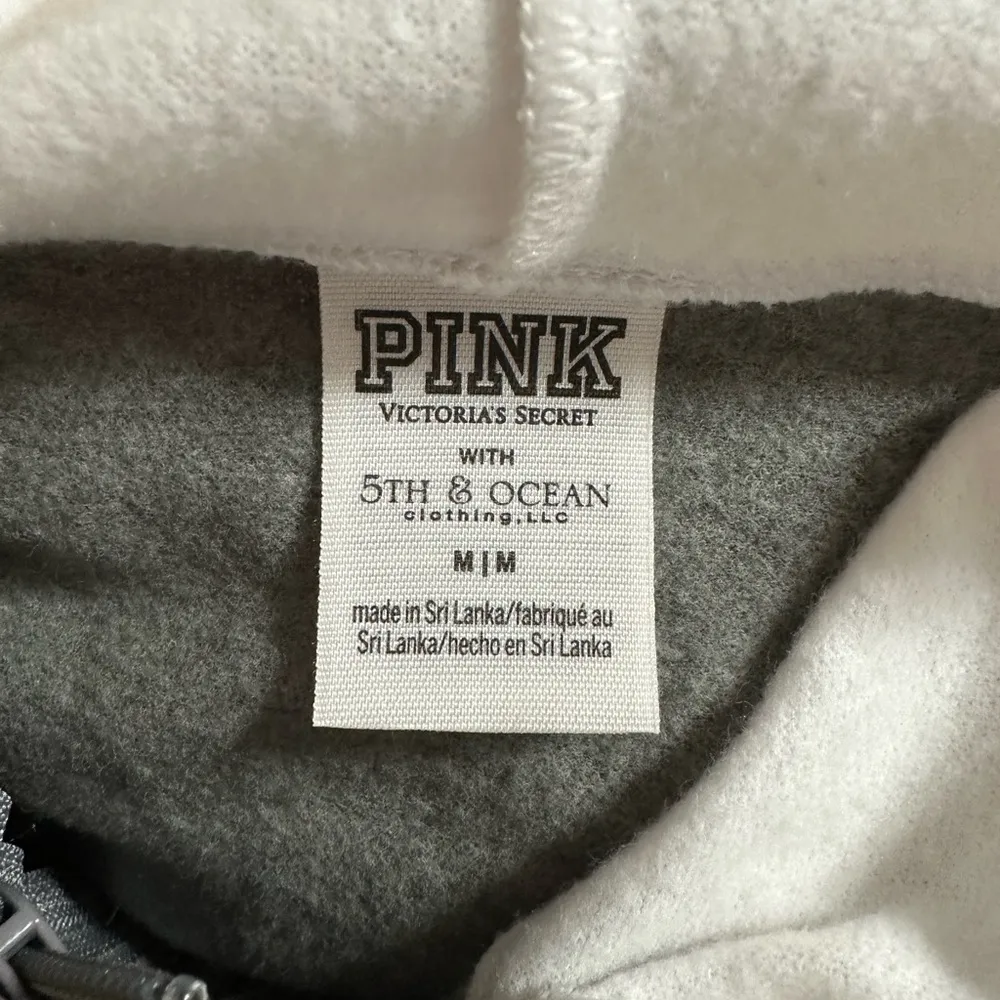 PINK
VICTORIA'S SECRET
WITH
5TH & OCEAN
clothing, LLC
M|M
made in Sri Lanka/fabriqué au
Sri Lanka/hecho en Sri Lanka